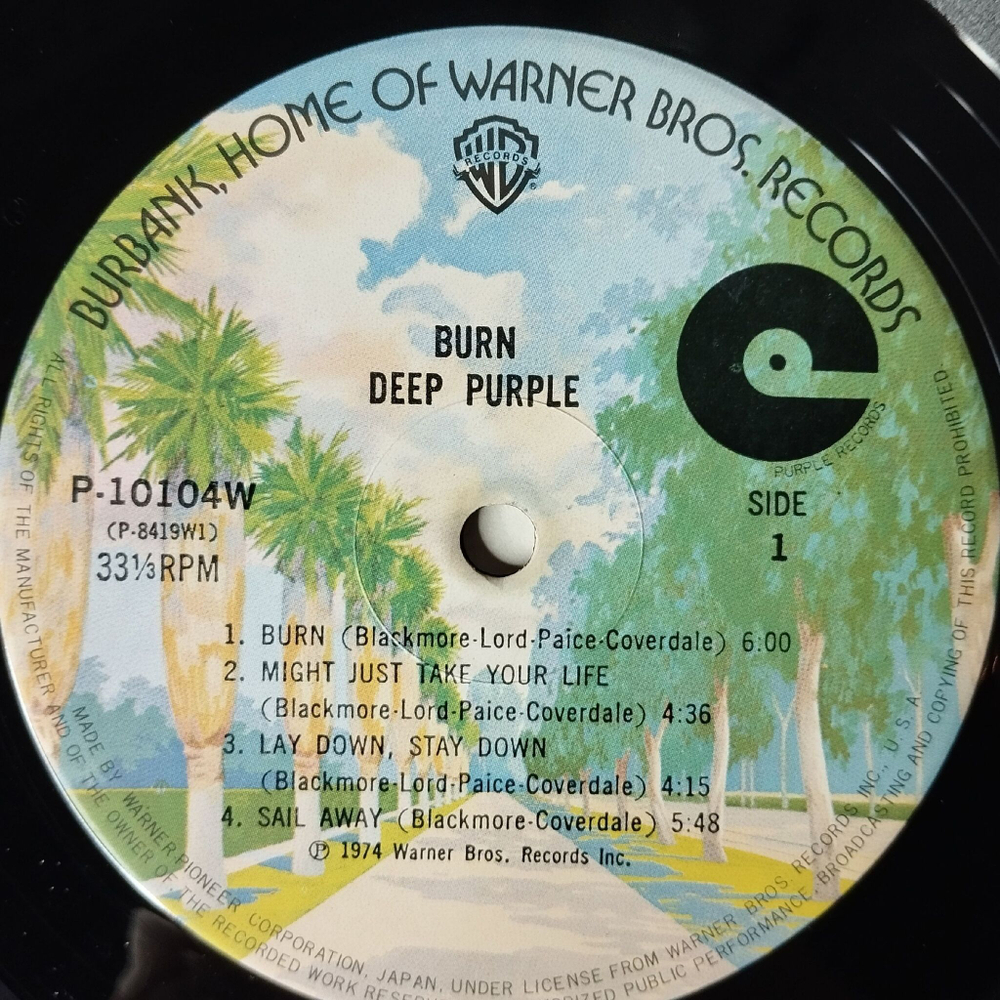 BURBANK, HOME OF WARNER BROS. RECORDS
RECORDS
BURN
DEEP PURPLE
PURPLE RECORDS
P-10104W
(P-8419W1)
33⅓RPM
SIDE
1
1. BURN (Blackmore-Lord-Paice-Coverdale) 6:00
2. MIGHT JUST TAKE YOUR LIFE
(Blackmore-Lord-Paice-Coverdale) 4:36
3. LAY DOWN, STAY DOWN
(Blackmore-Lord-Paice-Coverdale) 4:15
4. SAIL AWAY (Blackmore-Coverdale) 5:48
℗ 1974 Warner Bros. Records Inc.
MADE BY WARNER-PIONEER CORPORATION, JAPAN, UNDER LICENSE FROM WARNER BROS. RECORDS INC., U.S.A
ALL RIGHTS OF THE MANUFACTURER AND OF THE OWNER OF THE RECORDED WORK PUBLIC PERFORMANCE, BROADCASTING AND COPYING OF THIS RECORD PROHIBITED